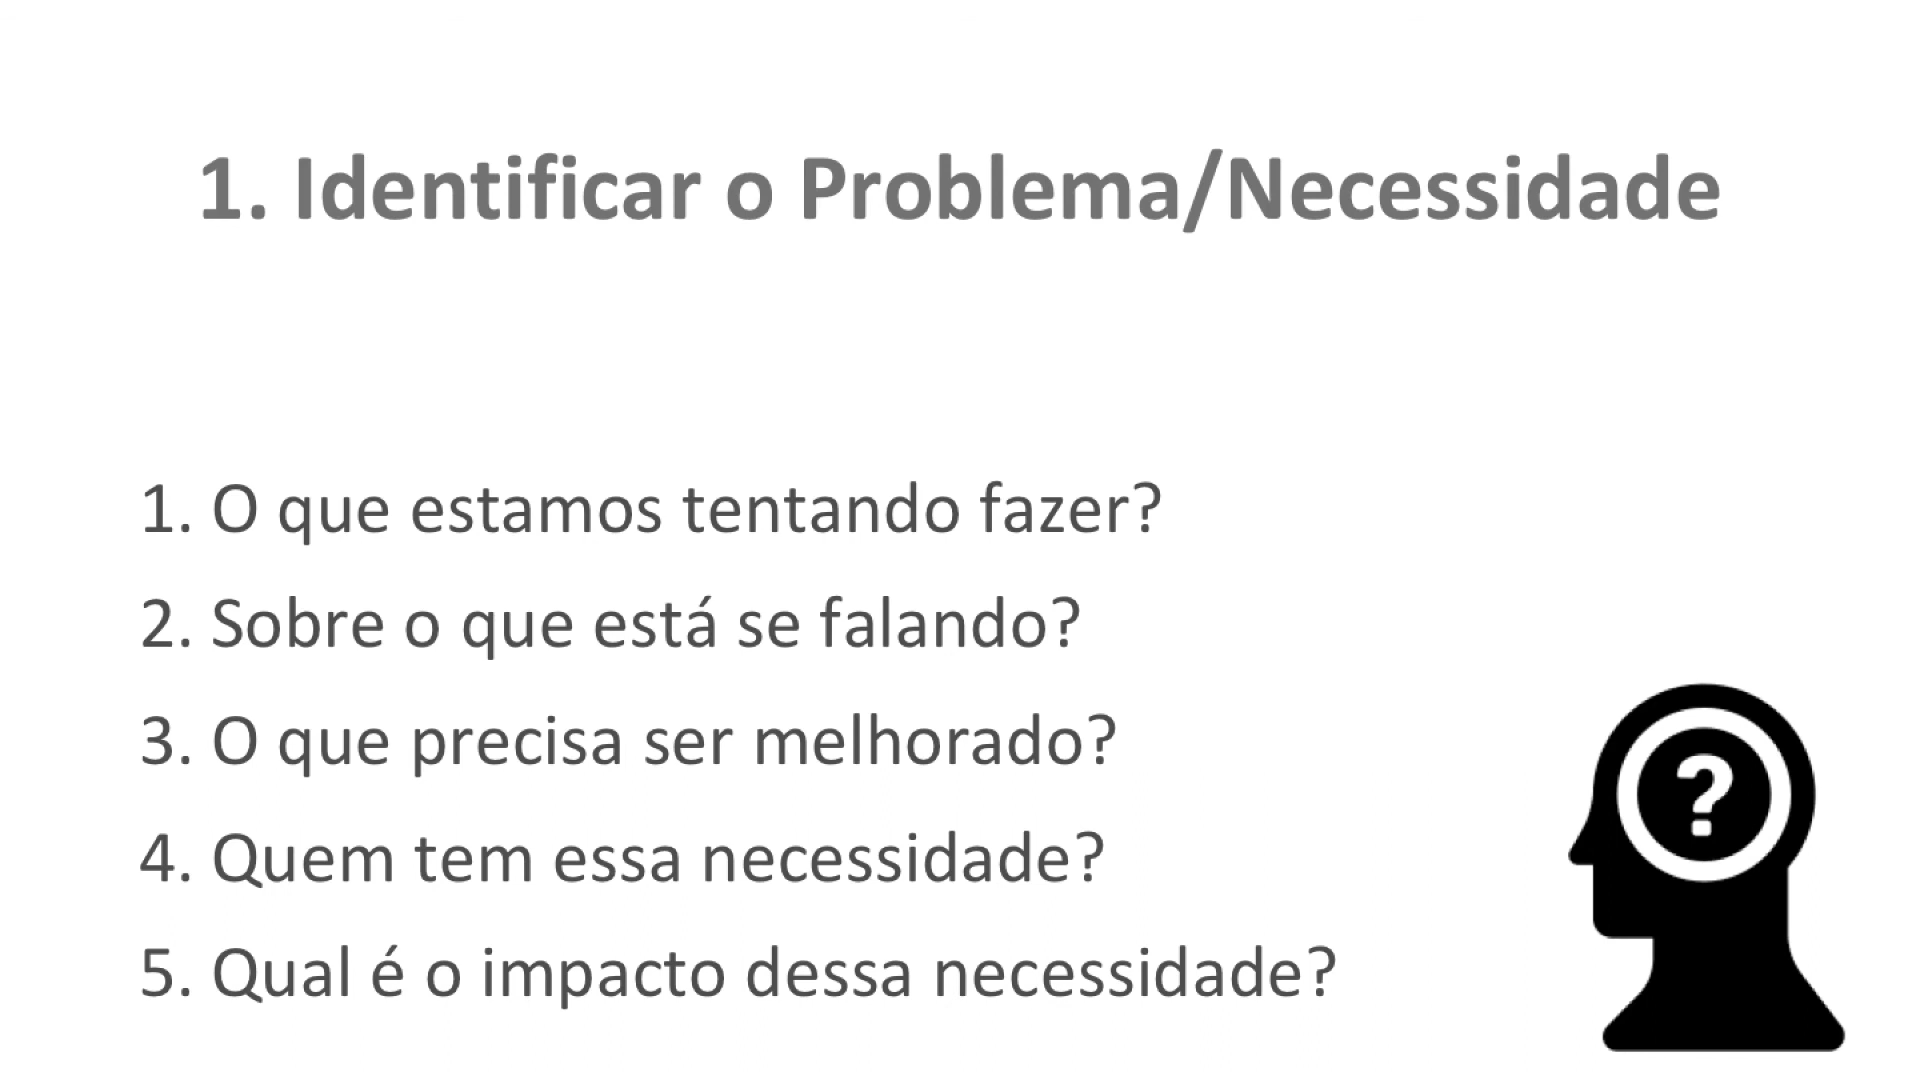 1. Identificar o Problema/Necessidade
1. O que estamos tentando fazer?
2. Sobre o que está se falando?
3. O que precisa ser melhorado?
4. Quem tem essa necessidade?
5. Qual é o impacto dessa necessidade?
?